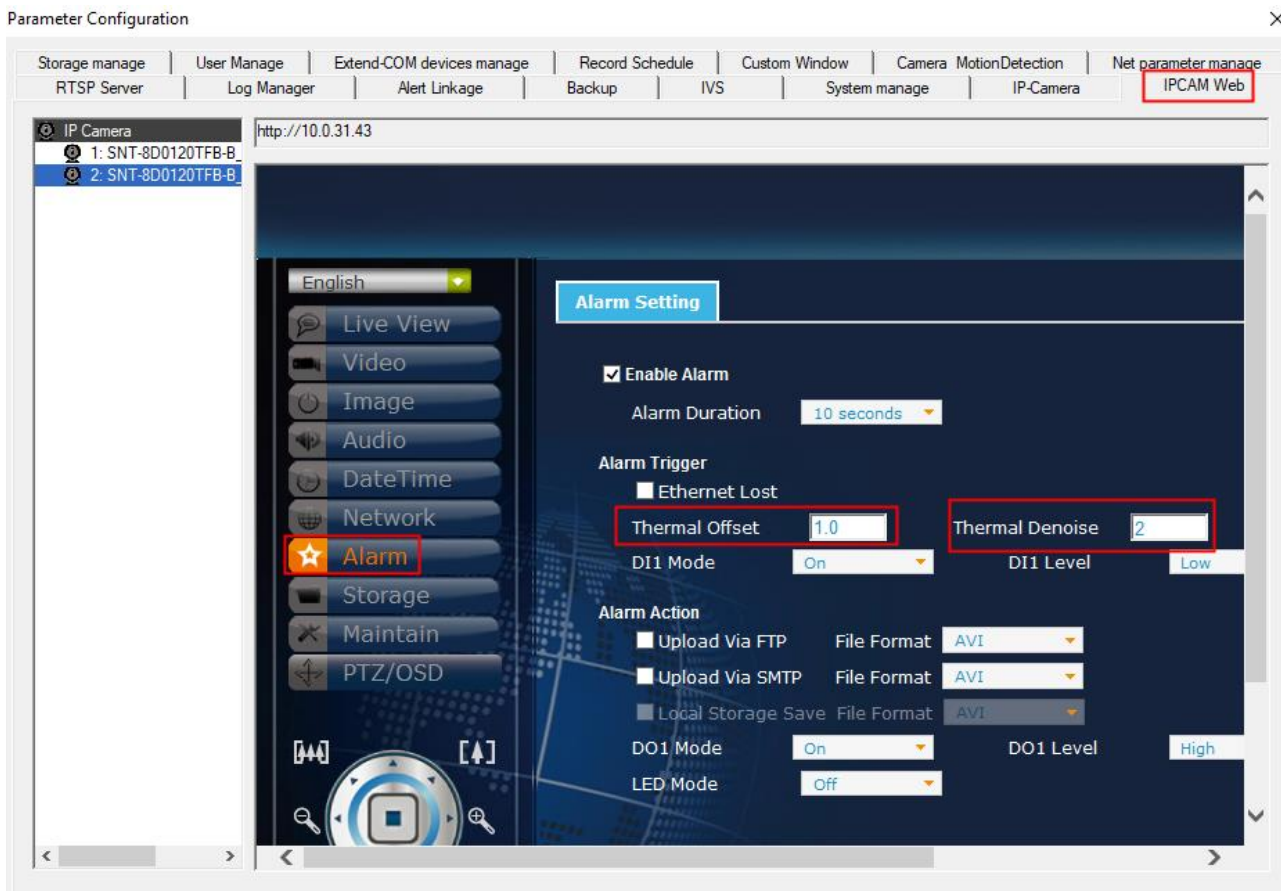 Parameter Configuration
Storage manage User Manage Extend-COM devices manage Record Schedule Custom Window Camera MotionDetection Net parameter manage
RTSP Server Log Manager Alert Linkage Backup IVS System manage IP-Camera IPCAM Web
IP Camera
1: SNT-8D0120TFB-B_
2: SNT-8D0120TFB-B_
http://10.0.31.43
English
Live View
Video
Image
Audio
DateTime
Network
Alarm
Storage
Maintain
PTZ/OSD
Alarm Setting
Enable Alarm
Alarm Duration 10 seconds
Alarm Trigger
Ethernet Lost
Thermal Offset 1.0 Thermal Denoise 2
DI1 Mode On DI1 Level Low
Alarm Action
Upload Via FTP File Format AVI
Upload Via SMTP File Format AVI
Local Storage Save File Format AVI
DO1 Mode On DO1 Level High
LED Mode Off